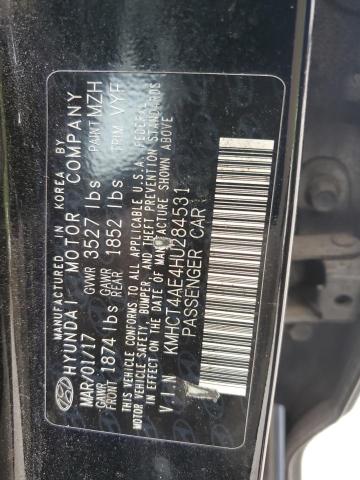 MANUFACTURED IN KOREA BY
HYUNDAI MOTOR COMPANY
MAR/01/17 GVWR 3527 lbs PAINT MZH
GAWR FRONT 1874 lbs GAWR REAR 1852 lbs TRIM VYF
THIS VEHICLE CONFORMS TO ALL APPLICABLE U.S.A. FEDERAL
MOTOR VEHICLE SAFETY, BUMPER, AND THEFT PREVENTION STANDARDS
IN EFFECT ON THE DATE OF MANUFACTURE SHOWN ABOVE
V.I.N KMHCT4AE4HU284531
PASSENGER CAR